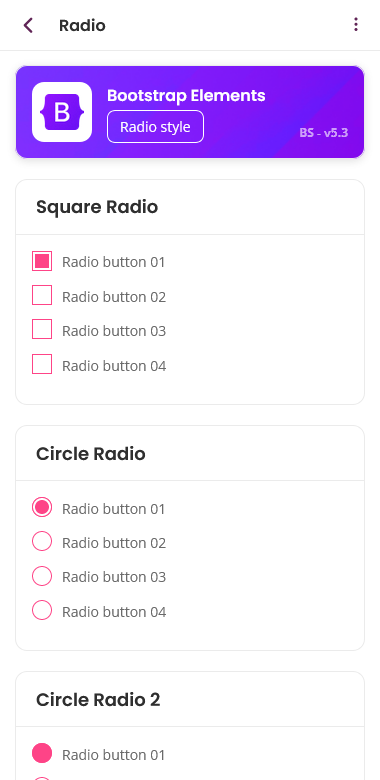 Radio
B
Bootstrap Elements
Radio style
BS - v5.3
Square Radio
Radio button 01
Radio button 02
Radio button 03
Radio button 04
Circle Radio
Radio button 01
Radio button 02
Radio button 03
Radio button 04
Circle Radio 2
Radio button 01